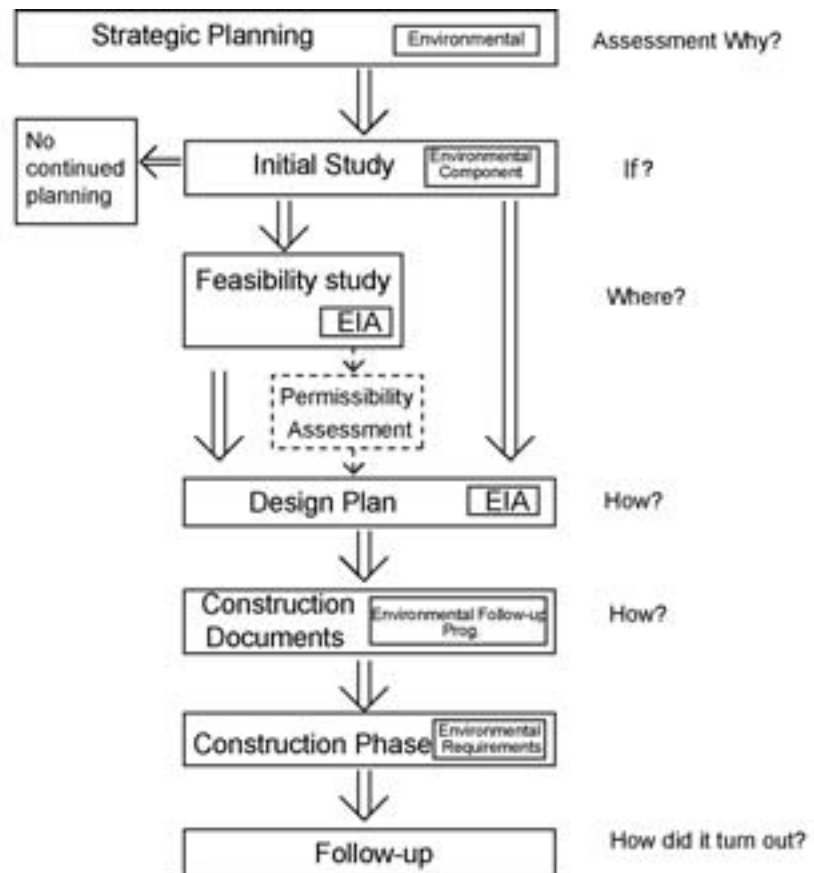 Strategic Planning
Environmental
Assessment Why?
No
continued
planning
Initial Study
Environmental
Component
If?
Feasibility study
EIA
Where?
Permissibility
Assessment
Design Plan
EIA
How?
Construction
Documents
Environmental Follow-up
Prog.
How?
Construction Phase
Environmental
Requirements
Follow-up
How did it turn out?